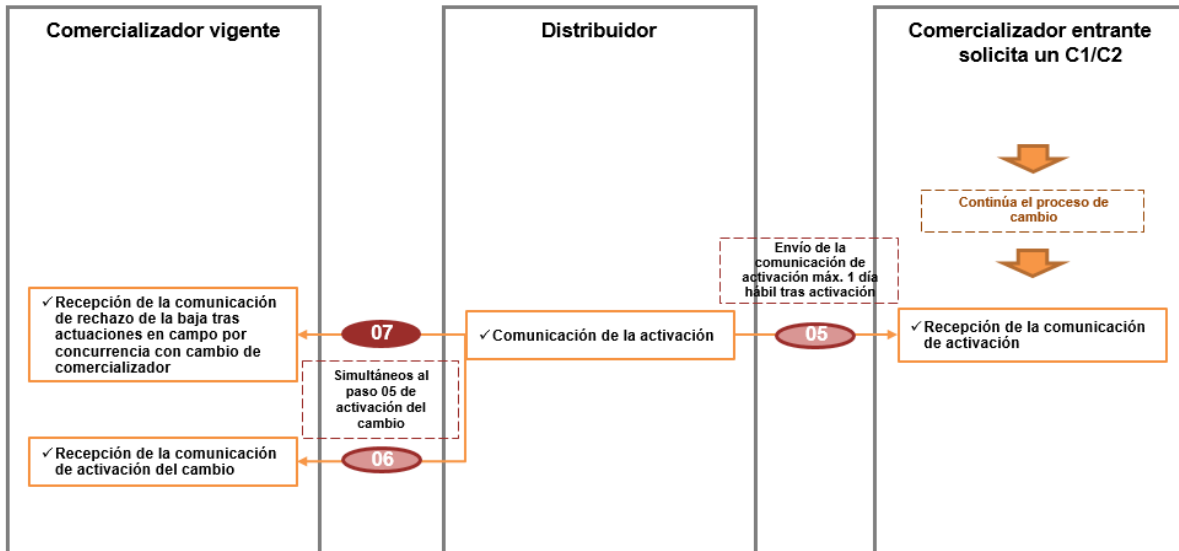 Comercializador vigente
Distribuidor
Comercializador entrante
solicita un C1/C2
Continúa el proceso de
cambio
Envío de la
comunicación de
activación máx. 1 día
hábil tras activación
✓Recepción de la comunicación
de rechazo de la baja tras
actuaciones en campo por
concurrencia con cambio de
comercializador
07
✓Comunicación de la activación
05
✓Recepción de la comunicación
de activación
Simultáneos al
paso 05 de
activación del
cambio
✓Recepción de la comunicación
de activación del cambio
06